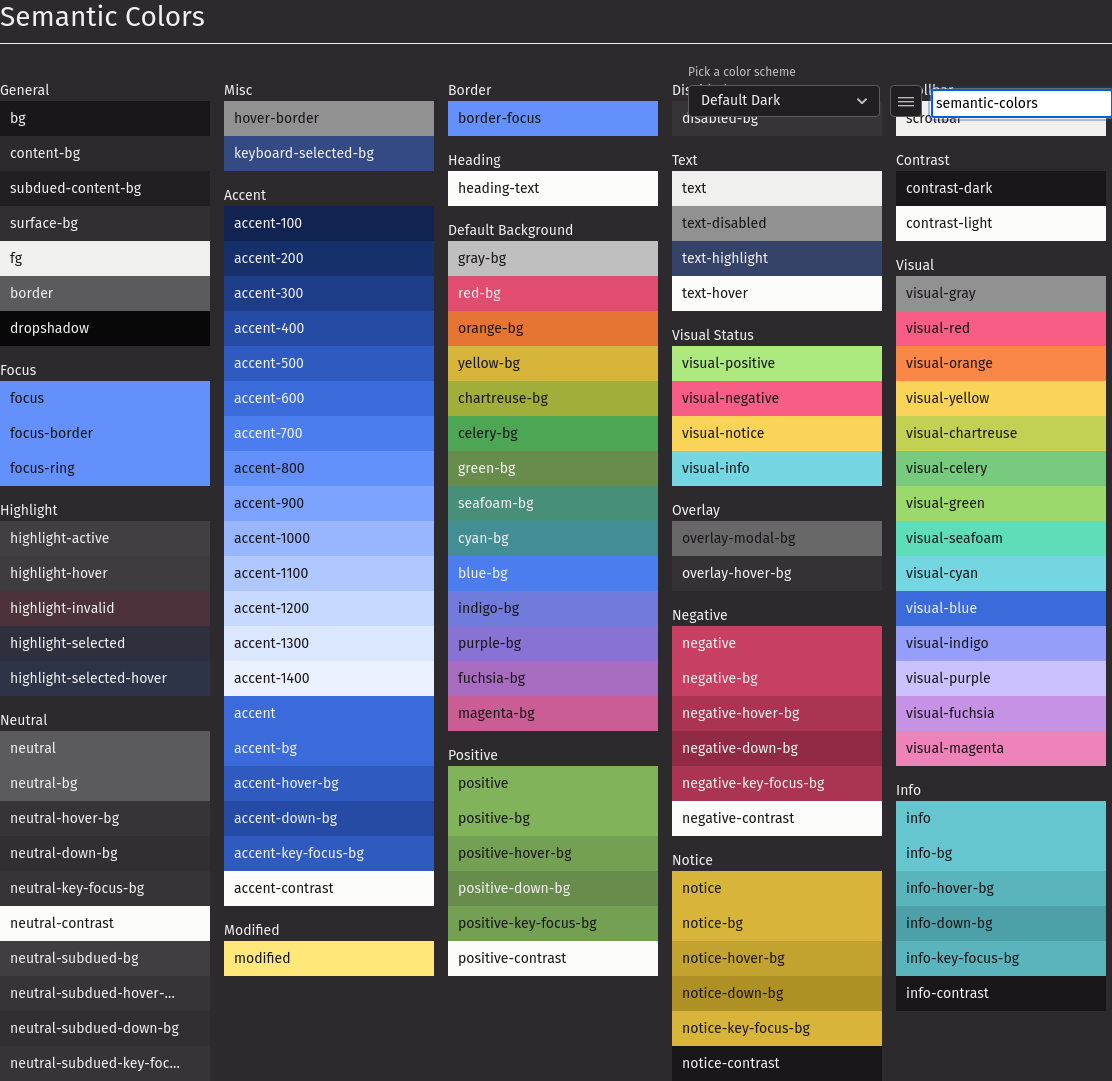 Semantic Colors
Pick a color scheme
Default Dark
semantic-colors
General
bg
content-bg
subdued-content-bg
surface-bg
fg
border
dropshadow
Focus
focus
focus-border
focus-ring
Highlight
highlight-active
highlight-hover
highlight-invalid
highlight-selected
highlight-selected-hover
Neutral
neutral
neutral-bg
neutral-hover-bg
neutral-down-bg
neutral-key-focus-bg
neutral-contrast
neutral-subdued-bg
neutral-subdued-hover-...
neutral-subdued-down-bg
neutral-subdued-key-foc...
Misc
hover-border
keyboard-selected-bg
Accent
accent-100
accent-200
accent-300
accent-400
accent-500
accent-600
accent-700
accent-800
accent-900
accent-1000
accent-1100
accent-1200
accent-1300
accent-1400
accent
accent-bg
accent-hover-bg
accent-down-bg
accent-key-focus-bg
accent-contrast
Modified
modified
Border
border-focus
Heading
heading-text
Default Background
gray-bg
red-bg
orange-bg
yellow-bg
chartreuse-bg
celery-bg
green-bg
seafoam-bg
cyan-bg
blue-bg
indigo-bg
purple-bg
fuchsia-bg
magenta-bg
Positive
positive
positive-bg
positive-hover-bg
positive-down-bg
positive-key-focus-bg
positive-contrast
disabled-bg
Text
text
text-disabled
text-highlight
text-hover
Visual Status
visual-positive
visual-negative
visual-notice
visual-info
Overlay
overlay-modal-bg
overlay-hover-bg
Negative
negative
negative-bg
negative-hover-bg
negative-down-bg
negative-key-focus-bg
negative-contrast
Notice
notice
notice-bg
notice-hover-bg
notice-down-bg
notice-key-focus-bg
notice-contrast
scrollbar
Contrast
contrast-dark
contrast-light
Visual
visual-gray
visual-red
visual-orange
visual-yellow
visual-chartreuse
visual-celery
visual-green
visual-seafoam
visual-cyan
visual-blue
visual-indigo
visual-purple
visual-fuchsia
visual-magenta
Info
info
info-bg
info-hover-bg
info-down-bg
info-key-focus-bg
info-contrast